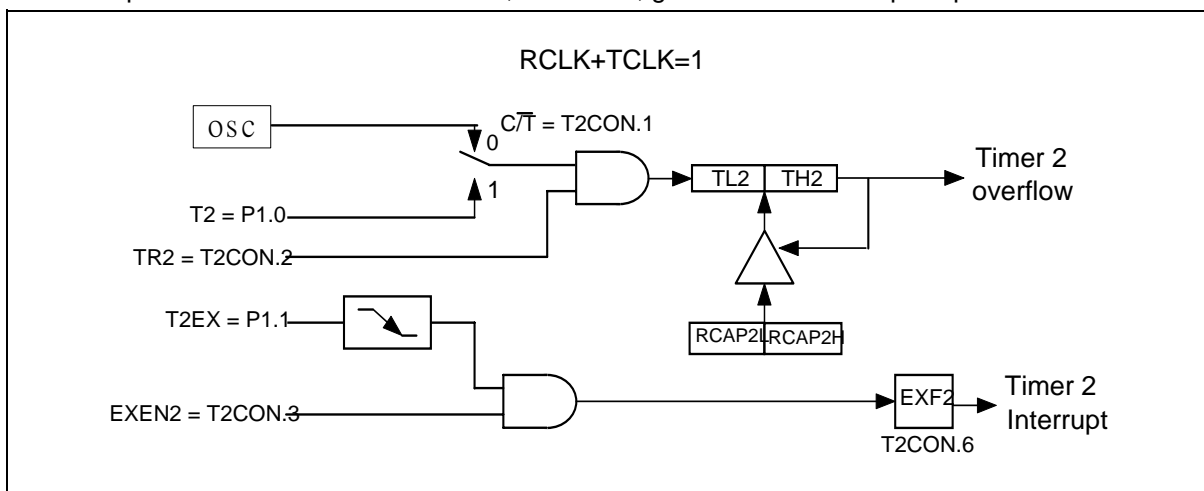 RCLK+TCLK=1
OSC
C/T̅ = T2CON.1
0
1
T2 = P1.0
TR2 = T2CON.2
TL2 TH2
Timer 2
overflow
T2EX = P1.1
RCAP2L RCAP2H
EXEN2 = T2CON.3
EXF2
Timer 2
Interrupt
T2CON.6